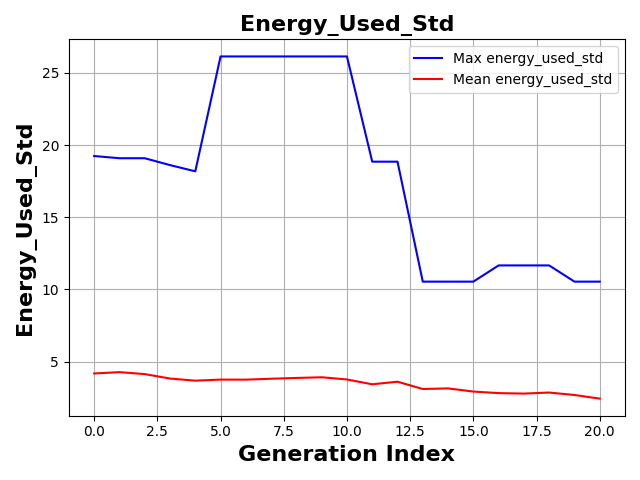 Energy_Used_Std
Max energy_used_std
Mean energy_used_std
Energy_Used_Std
25
20
15
10
5
0.0 2.5 5.0 7.5 10.0 12.5 15.0 17.5 20.0
Generation Index